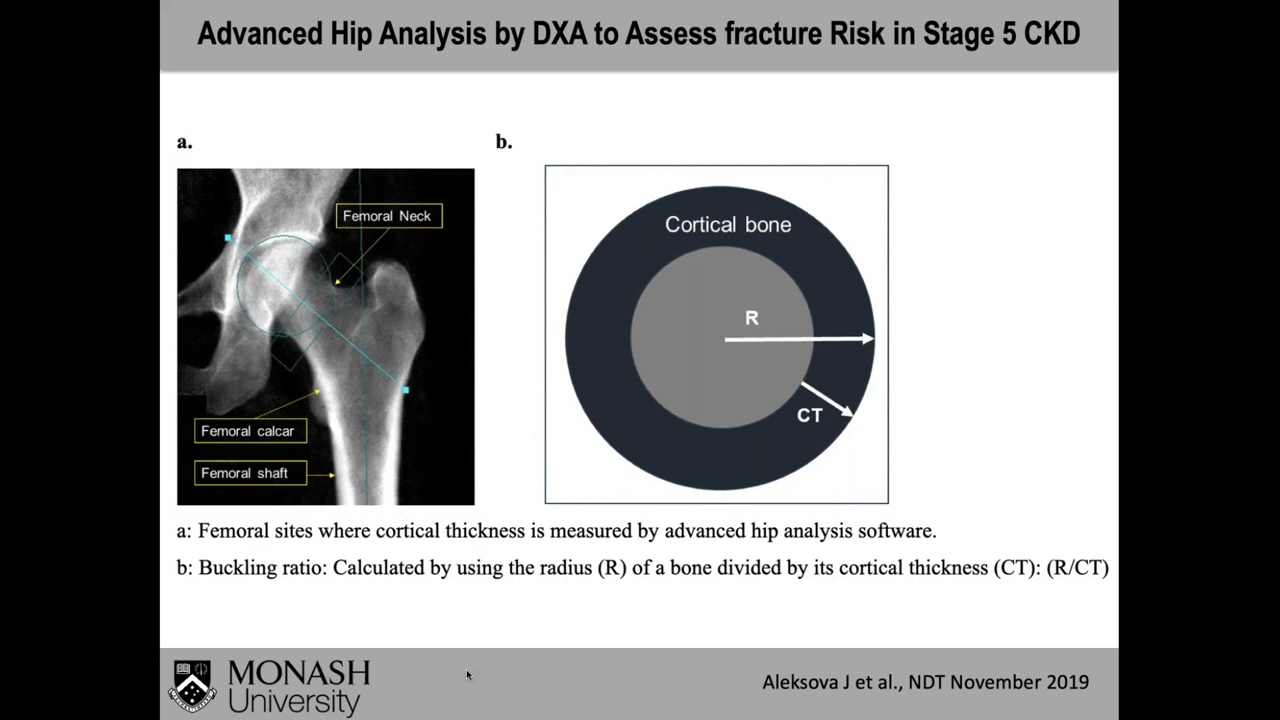 Advanced Hip Analysis by DXA to Assess fracture Risk in Stage 5 CKD
a.
b.
Femoral Neck
Femoral calcar
Femoral shaft
Cortical bone
R
CT
a: Femoral sites where cortical thickness is measured by advanced hip analysis software.
b: Buckling ratio: Calculated by using the radius (R) of a bone divided by its cortical thickness (CT): (R/CT)
MONASH
University
Aleksova J et al., NDT November 2019